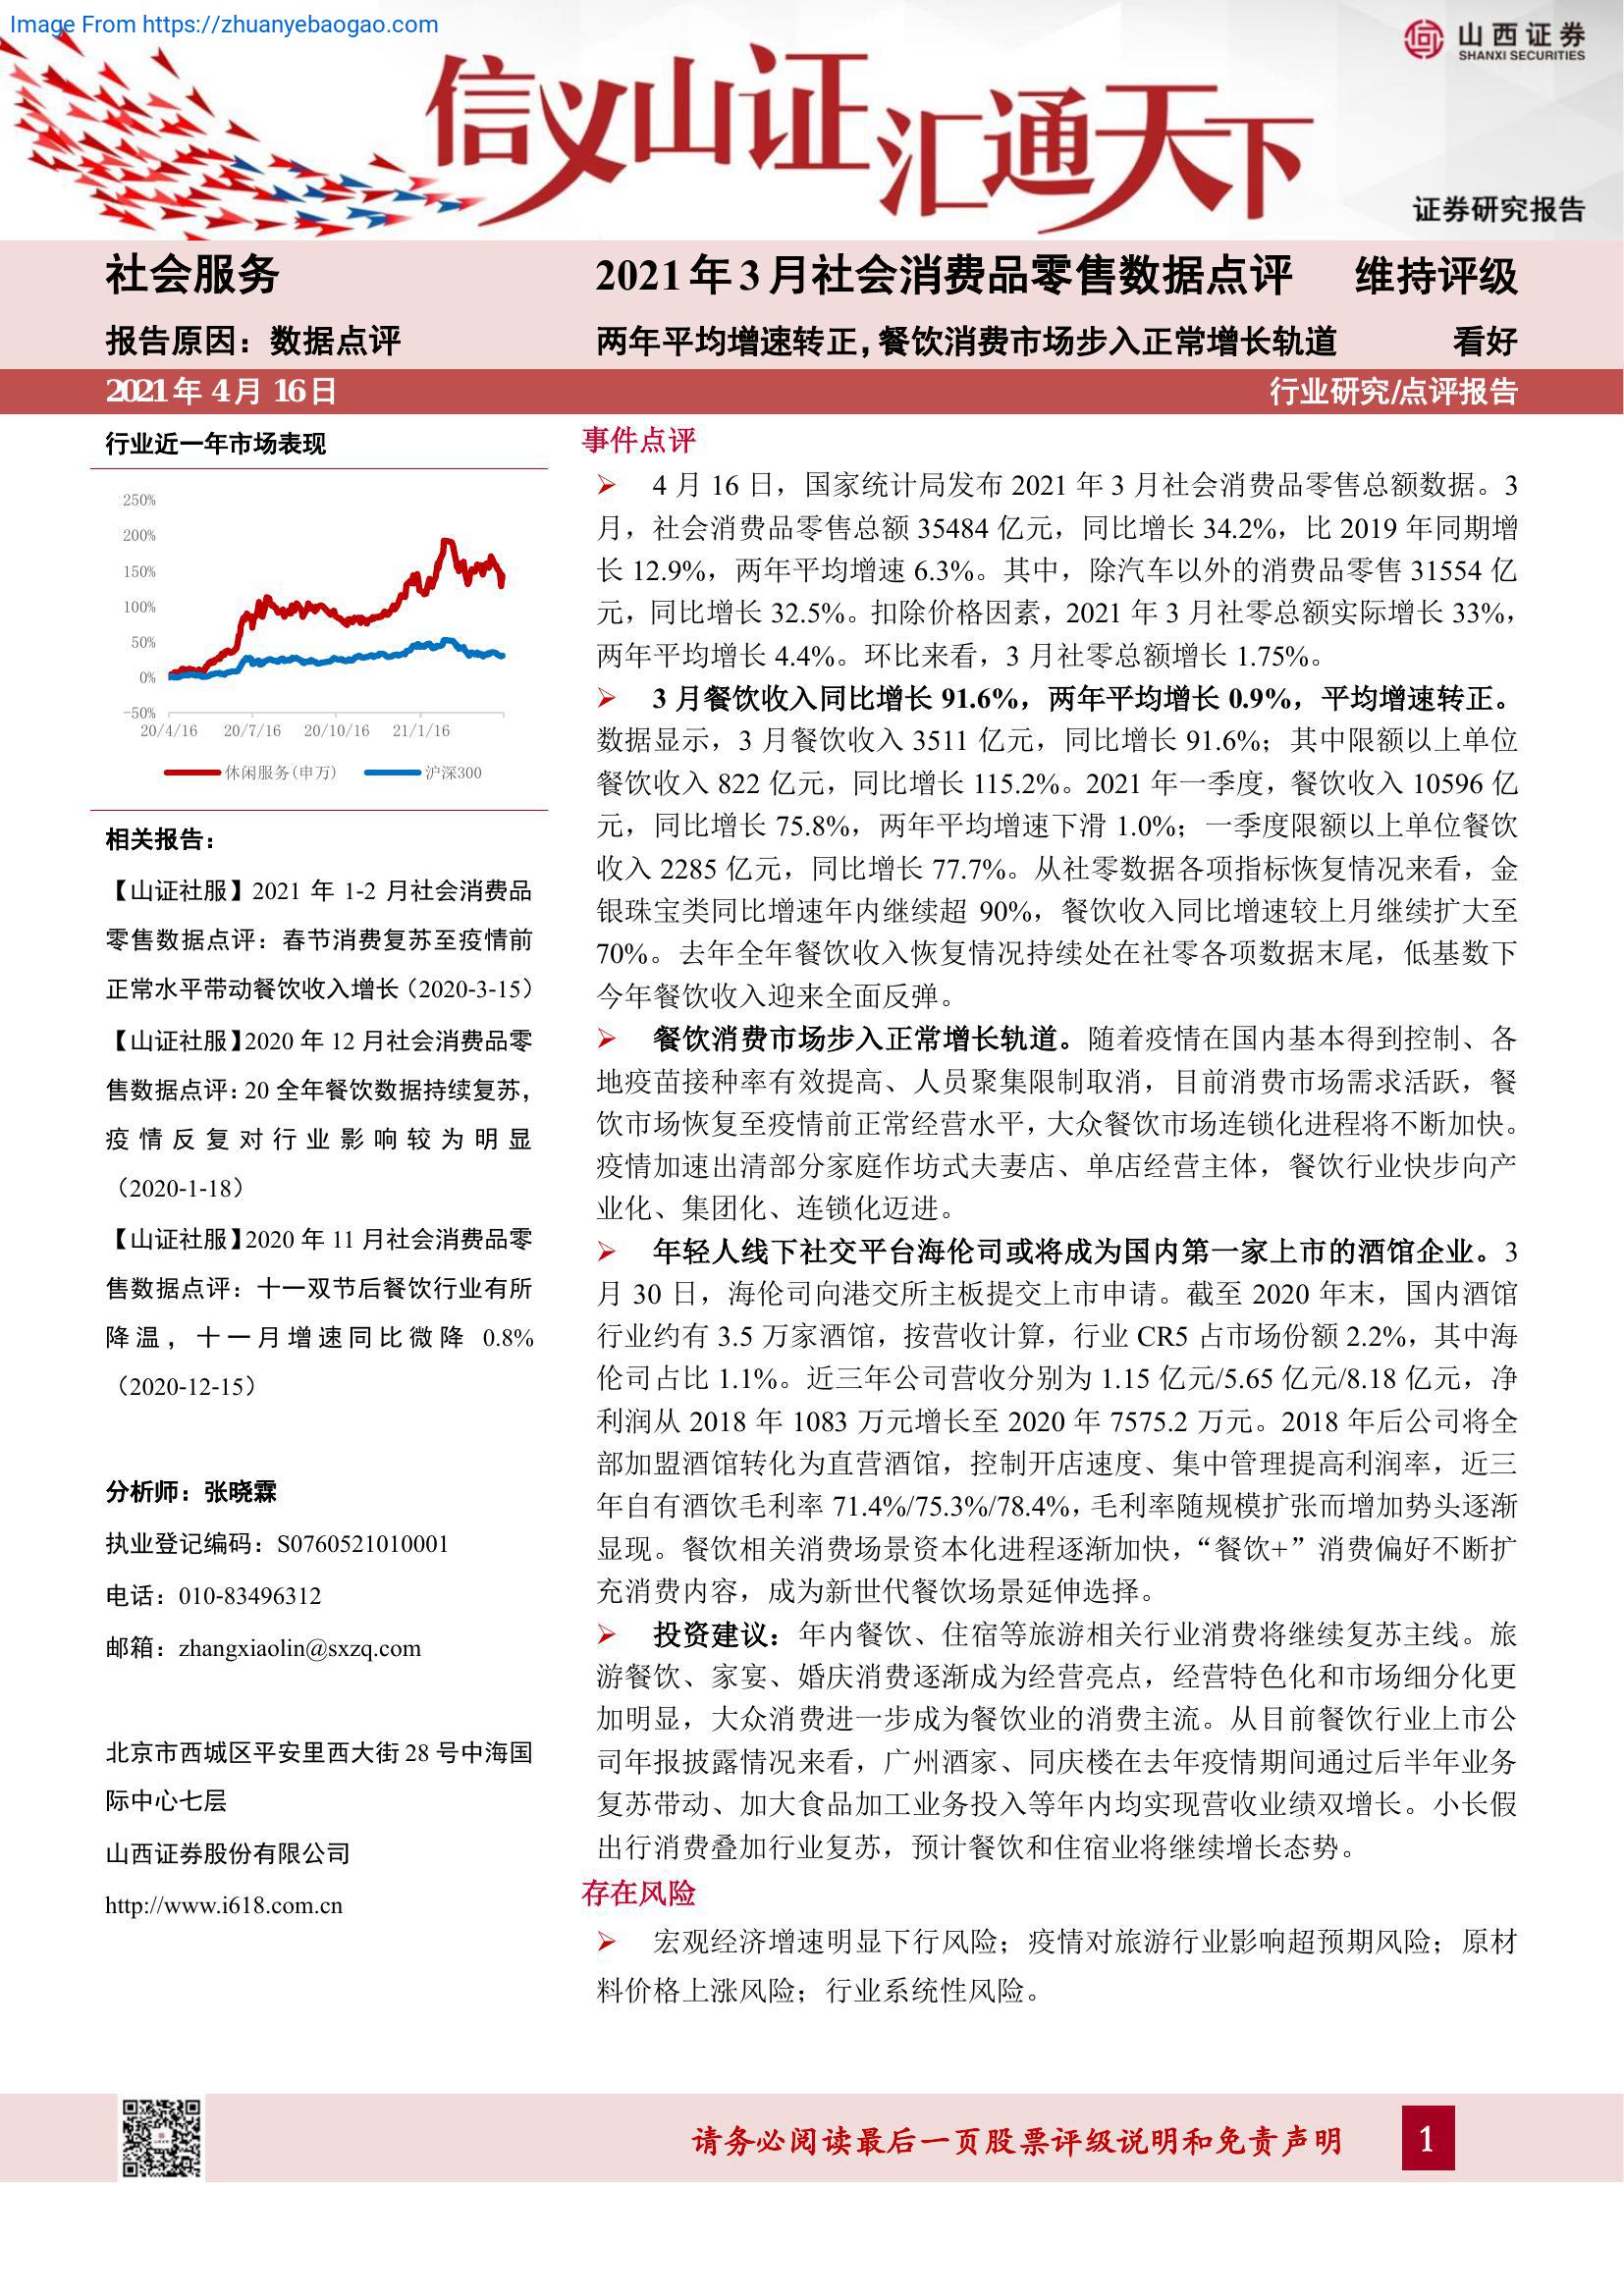 Image From https://zhuanyebaogao.com
信义山证汇通天下
山西证券
SHANXI SECURITIES
证券研究报告
社会服务
2021年3月社会消费品零售数据点评 维持评级
报告原因：数据点评
两年平均增速转正，餐饮消费市场步入正常增长轨道 看好
2021年 4月 16日
行业研究/点评报告
行业近一年市场表现
250%
200%
150%
100%
50%
0%
-50%
20/4/16 20/7/16 20/10/16 21/1/16
休闲服务(申万) 沪深300
相关报告：
【山证社服】2021 年 1-2 月社会消费品
零售数据点评：春节消费复苏至疫情前
正常水平带动餐饮收入增长（2020-3-15）
【山证社服】2020 年 12 月社会消费品零
售数据点评：20 全年餐饮数据持续复苏，
疫情反复对行业影响较为明显
（2020-1-18）
【山证社服】2020 年 11 月社会消费品零
售数据点评：十一双节后餐饮行业有所
降温，十一月增速同比微降 0.8%
（2020-12-15）
分析师：张晓霖
执业登记编码：S0760521010001
电话：010-83496312
邮箱：zhangxiaolin@sxzq.com
北京市西城区平安里西大街 28 号中海国
际中心七层
山西证券股份有限公司
http://www.i618.com.cn
事件点评
➢ 4 月 16 日，国家统计局发布 2021 年 3 月社会消费品零售总额数据。3
月，社会消费品零售总额 35484 亿元，同比增长 34.2%，比 2019 年同期增
长 12.9%，两年平均增速 6.3%。其中，除汽车以外的消费品零售 31554 亿
元，同比增长 32.5%。扣除价格因素，2021 年 3 月社零总额实际增长 33%，
两年平均增长 4.4%。环比来看，3 月社零总额增长 1.75%。
➢ 3 月餐饮收入同比增长 91.6%，两年平均增长 0.9%，平均增速转正。
数据显示，3 月餐饮收入 3511 亿元，同比增长 91.6%；其中限额以上单位
餐饮收入 822 亿元，同比增长 115.2%。2021 年一季度，餐饮收入 10596 亿
元，同比增长 75.8%，两年平均增速下滑 1.0%；一季度限额以上单位餐饮
收入 2285 亿元，同比增长 77.7%。从社零数据各项指标恢复情况来看，金
银珠宝类同比增速年内继续超 90%，餐饮收入同比增速较上月继续扩大至
70%。去年全年餐饮收入恢复情况持续处在社零各项数据末尾，低基数下
今年餐饮收入迎来全面反弹。
➢ 餐饮消费市场步入正常增长轨道。随着疫情在国内基本得到控制、各
地疫苗接种率有效提高、人员聚集限制取消，目前消费市场需求活跃，餐
饮市场恢复至疫情前正常经营水平，大众餐饮市场连锁化进程将不断加快。
疫情加速出清部分家庭作坊式夫妻店、单店经营主体，餐饮行业快步向产
业化、集团化、连锁化迈进。
➢ 年轻人线下社交平台海伦司或将成为国内第一家上市的酒馆企业。3
月 30 日，海伦司向港交所主板提交上市申请。截至 2020 年末，国内酒馆
行业约有 3.5 万家酒馆，按营收计算，行业 CR5 占市场份额 2.2%，其中海
伦司占比 1.1%。近三年公司营收分别为 1.15 亿元/5.65 亿元/8.18 亿元，净
利润从 2018 年 1083 万元增长至 2020 年 7575.2 万元。2018 年后公司将全
部加盟酒馆转化为直营酒馆，控制开店速度、集中管理提高利润率，近三
年自有酒饮毛利率 71.4%/75.3%/78.4%，毛利率随规模扩张而增加势头逐渐
显现。餐饮相关消费场景资本化进程逐渐加快，“餐饮+”消费偏好不断扩
充消费内容，成为新世代餐饮场景延伸选择。
➢ 投资建议：年内餐饮、住宿等旅游相关行业消费将继续复苏主线。旅
游餐饮、家宴、婚庆消费逐渐成为经营亮点，经营特色化和市场细分化更
加明显，大众消费进一步成为餐饮业的消费主流。从目前餐饮行业上市公
司年报披露情况来看，广州酒家、同庆楼在去年疫情期间通过后半年业务
复苏带动、加大食品加工业务投入等年内均实现营收业绩双增长。小长假
出行消费叠加行业复苏，预计餐饮和住宿业将继续增长态势。
存在风险
➢ 宏观经济增速明显下行风险；疫情对旅游行业影响超预期风险；原材
料价格上涨风险；行业系统性风险。
请务必阅读最后一页股票评级说明和免责声明
1